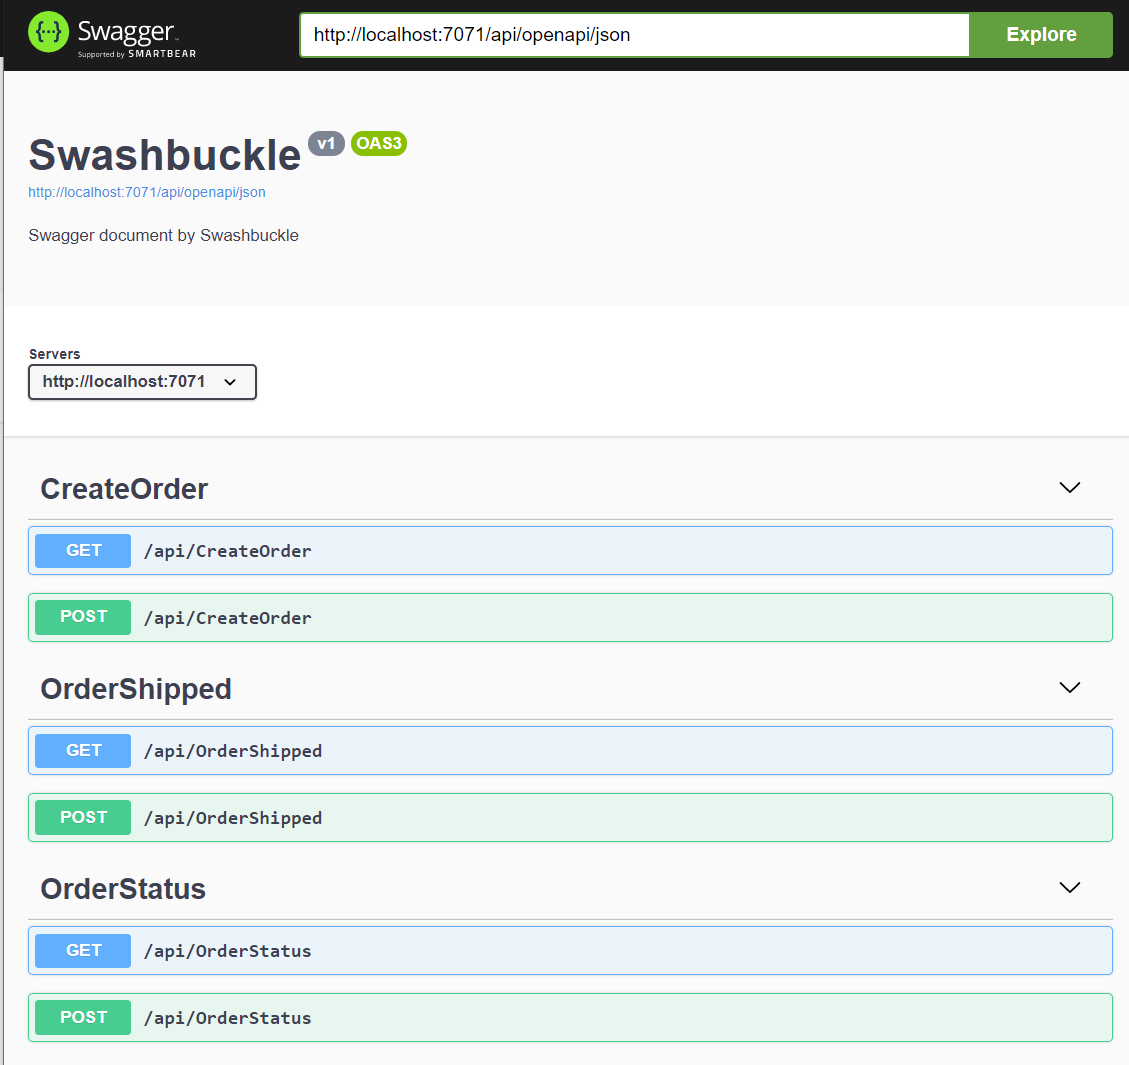 Swagger
Supported by SMARTBEAR
http://localhost:7071/api/openapi/json
Explore
Swashbuckle v1 OAS3
http://localhost:7071/api/openapi/json
Swagger document by Swashbuckle
Servers
http://localhost:7071
CreateOrder
GET /api/CreateOrder
POST /api/CreateOrder
OrderShipped
GET /api/OrderShipped
POST /api/OrderShipped
OrderStatus
GET /api/OrderStatus
POST /api/OrderStatus